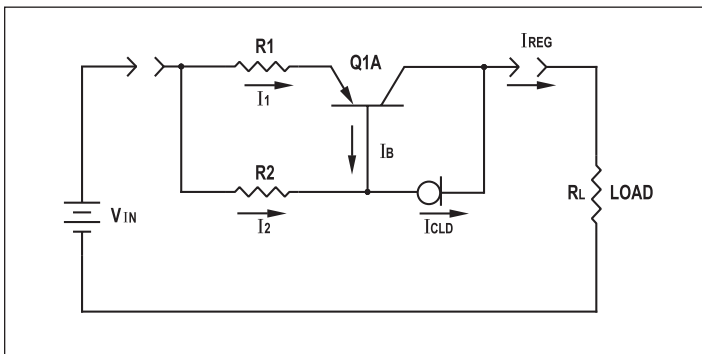 R1
Q1A
IREG
I1
IB
R2
VIN
I2
ICLD
RL LOAD